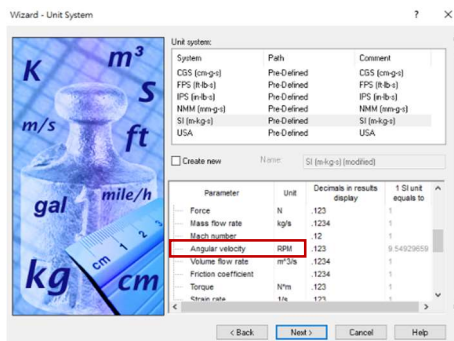 Wizard - Unit System ? ×
K m³ S
m/s ft
gal mile/h
cm 1 2 3
kg cm
Unit system:
System Path Comment
CGS (cm-g-s) Pre-Defined CGS (cm-g-s)
FPS (ft-lb-s) Pre-Defined FPS (ft-lb-s)
IPS (in-lb-s) Pre-Defined IPS (in-lb-s)
NMM (mm-g-s) Pre-Defined NMM (mm-g-s)
SI (m-kg-s) Pre-Defined SI (m-kg-s)
USA Pre-Defined USA
Create new Name: SI (m-kg-s) (modified)
Parameter Unit Decimals in results display 1 SI unit equals to
Force N .123 1
Mass flow rate kg/s .1234 1
Mach number .12 1
Angular velocity RPM .123 9.54929659
Volume flow rate m^3/s .1234 1
Friction coefficient .1234 1
Torque N*m .123 1
Strain rate 1/s .123 1
< Back Next > Cancel Help